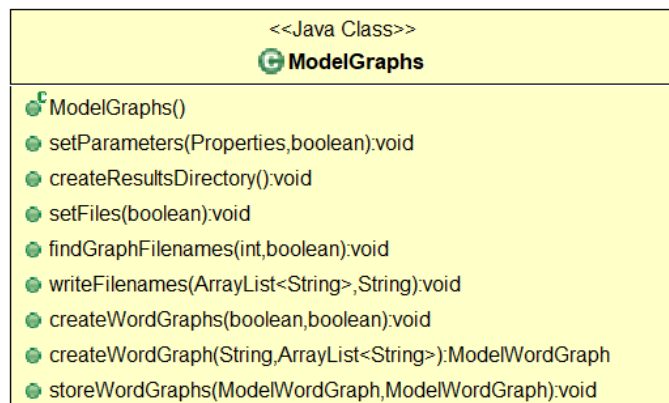 <<Java Class>>
C ModelGraphs
C ModelGraphs()
setParameters(Properties,boolean):void
createResultsDirectory():void
setFiles(boolean):void
findGraphFilenames(int,boolean):void
writeFilenames(ArrayList<String>,String):void
createWordGraphs(boolean,boolean):void
createWordGraph(String,ArrayList<String>):ModelWordGraph
storeWordGraphs(ModelWordGraph,ModelWordGraph):void